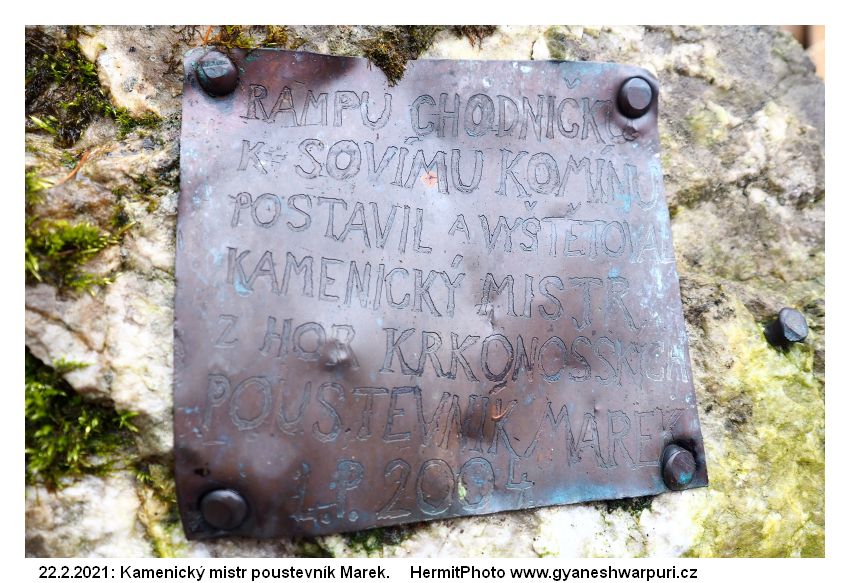 RAMPU CHODNÍČKU
K SOVÍMU KOMÍNU
POSTAVIL A VYŠTĚTOVAL
KAMENICKÝ MISTR
Z HOR KRKONOSSKÝCH
POUSTEVNÍK MAREK
L.P. 2004
22.2.2021: Kamenický mistr poustevník Marek. HermitPhoto www.gyaneshwarpuri.cz